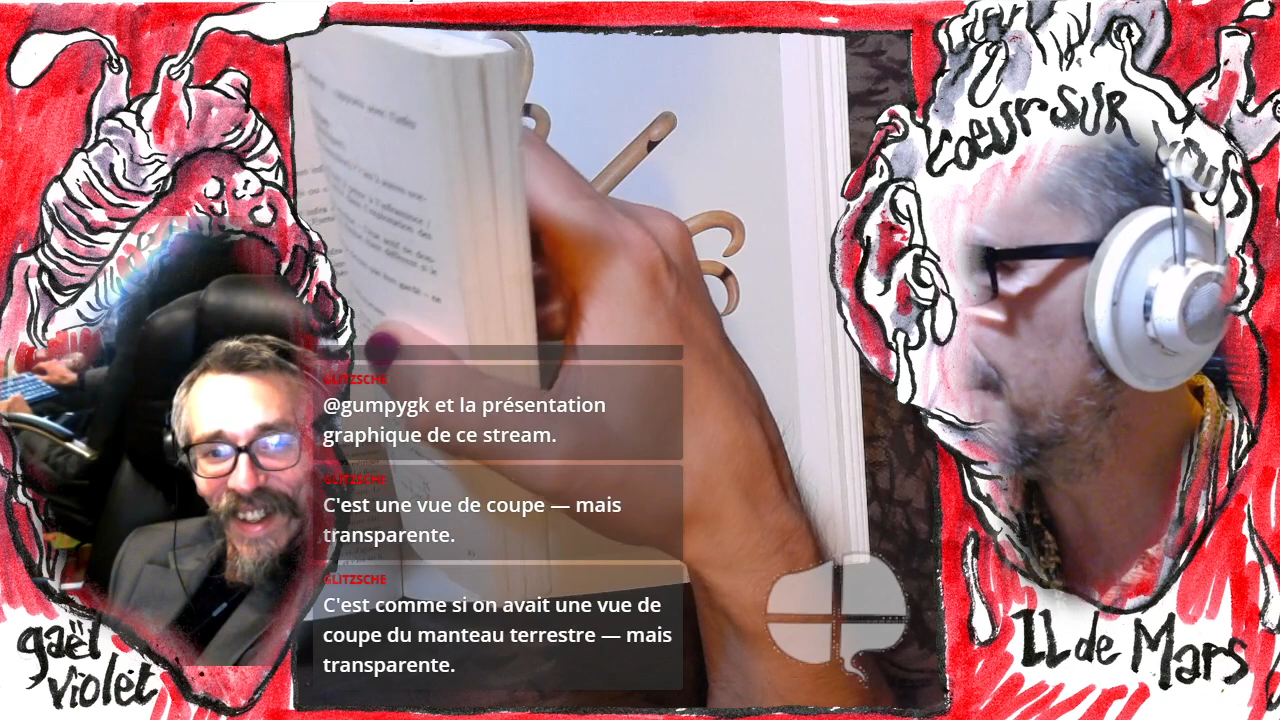 cœur sur
GLITZSCHE
@gumpygk et la présentation
graphique de ce stream.
GLITZSCHE
C'est une vue de coupe — mais
transparente.
GLITZSCHE
C'est comme si on avait une vue de
coupe du manteau terrestre — mais
transparente.
gaël
violet
LL de Mars